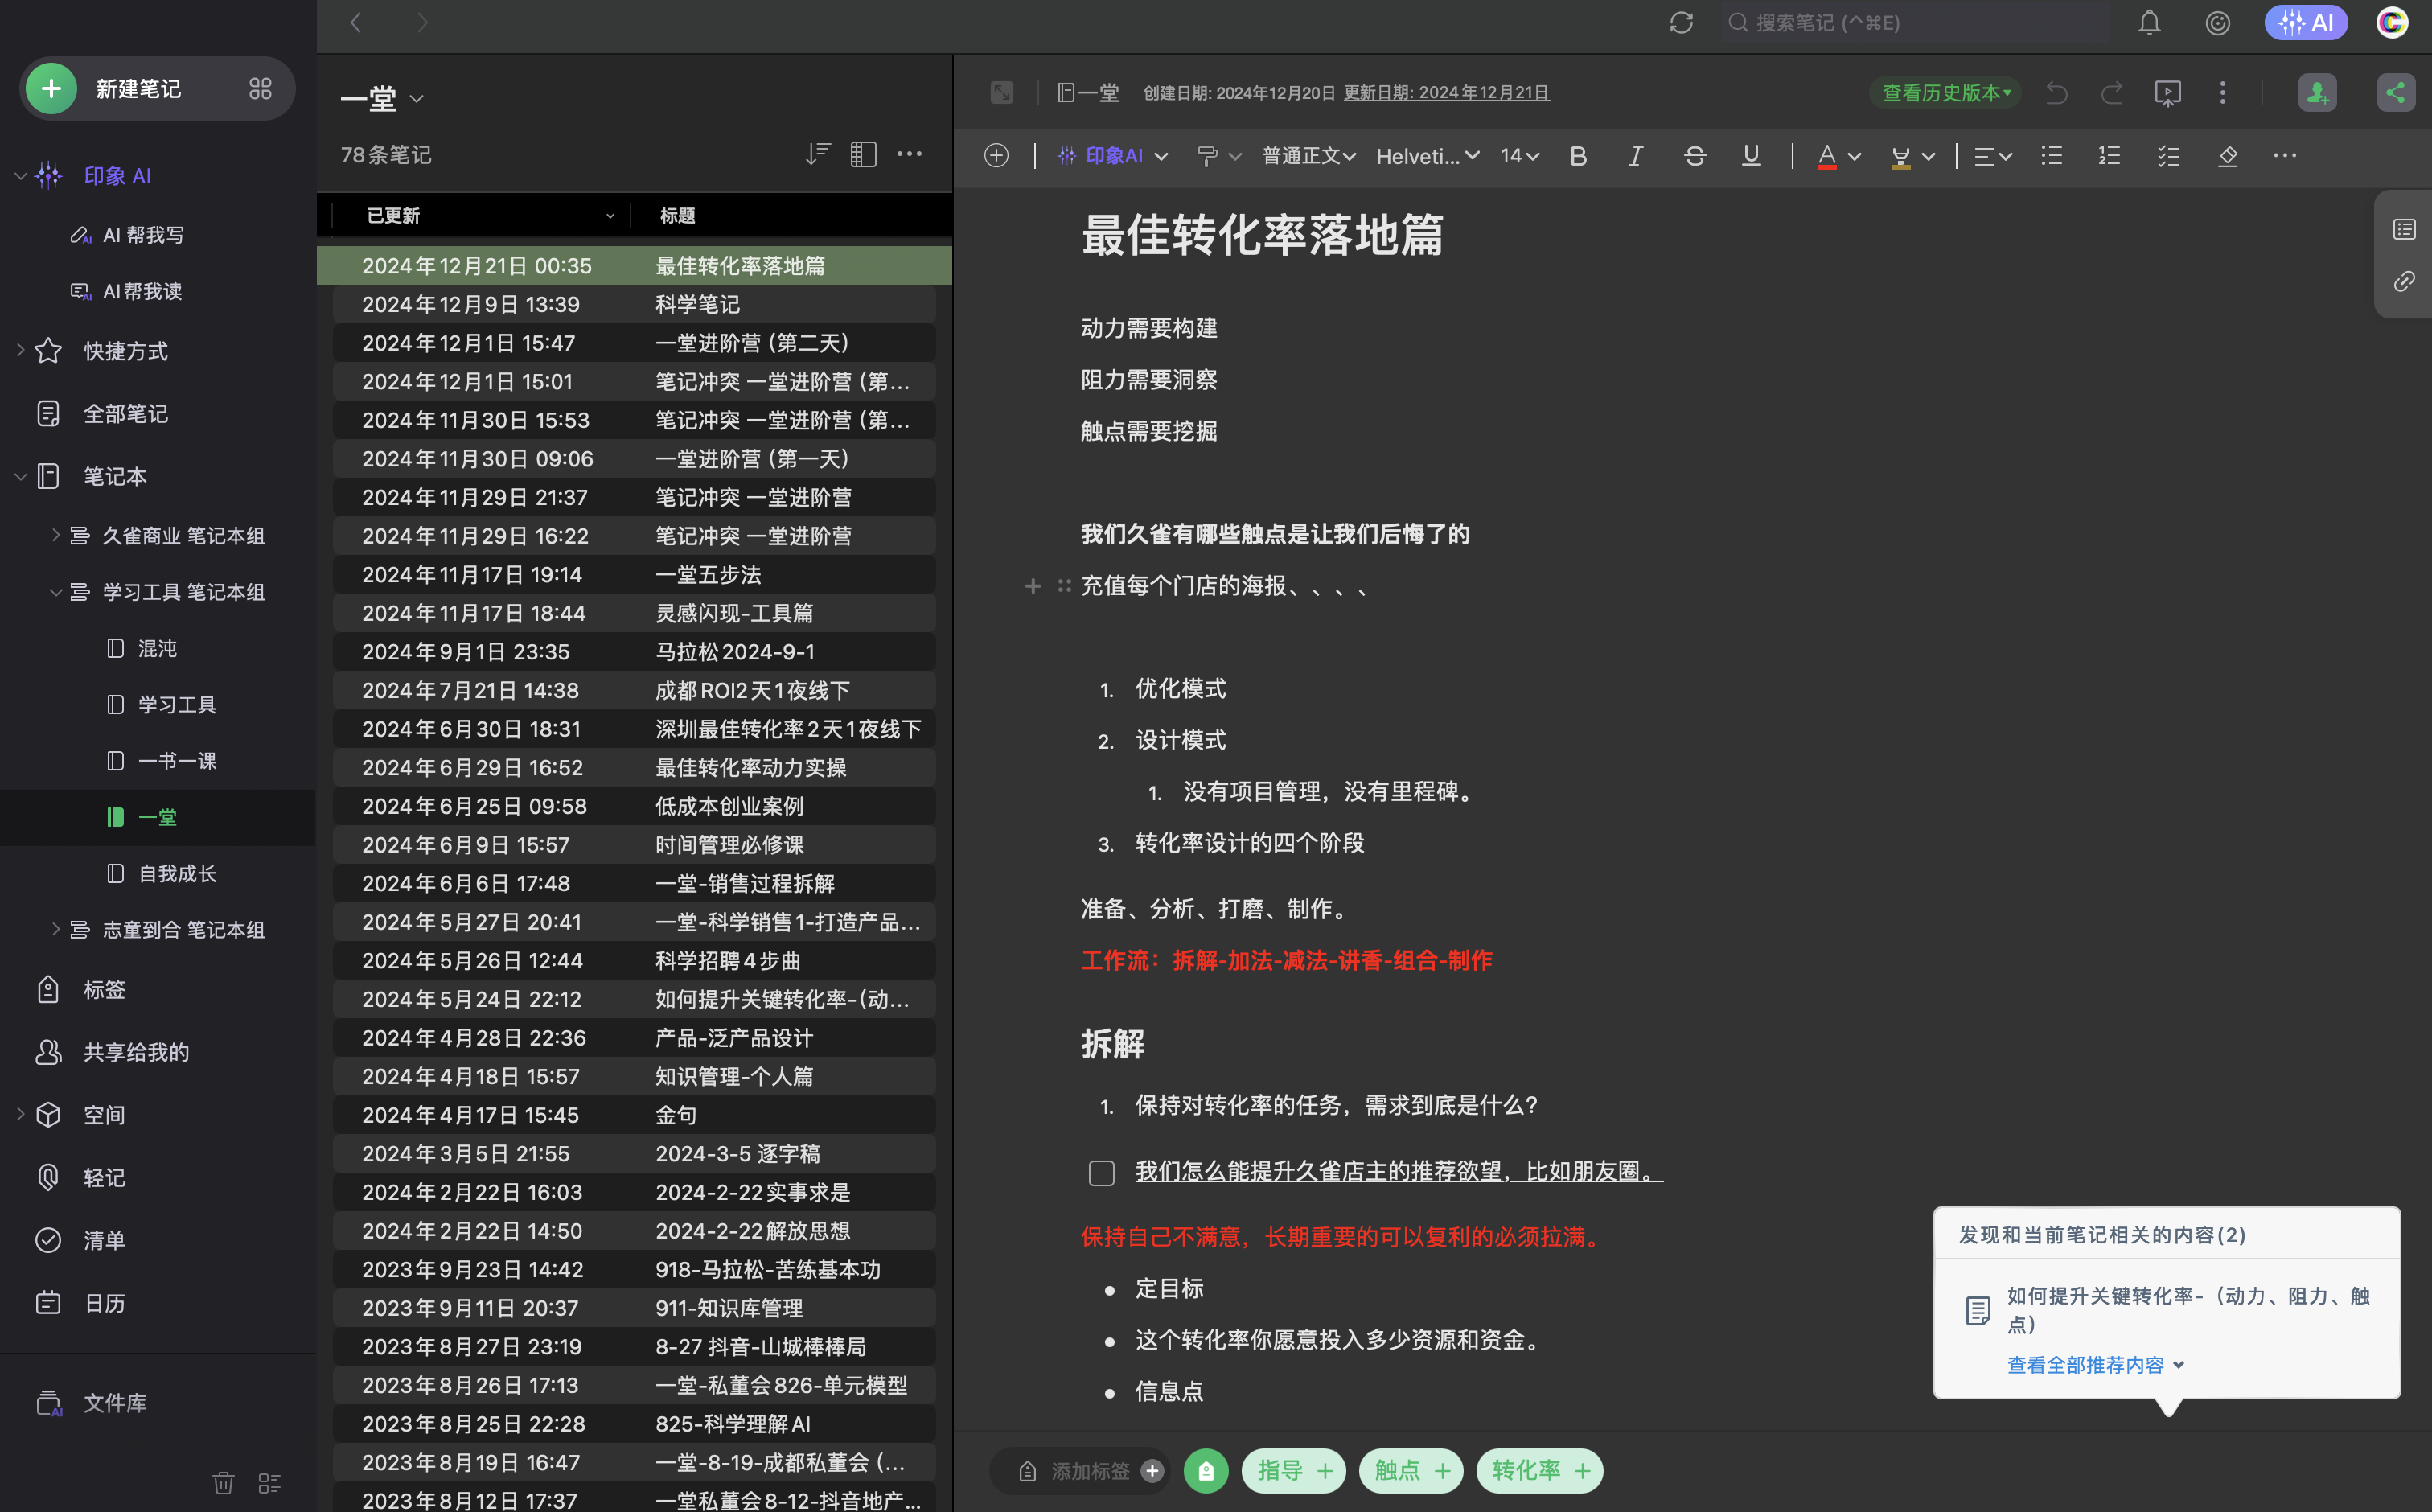 搜索笔记 (^⌘E)
AI
新建笔记
印象 AI
AI 帮我写
AI帮我读
快捷方式
全部笔记
笔记本
久雀商业 笔记本组
学习工具 笔记本组
混沌
学习工具
一书一课
一堂
自我成长
志童到合 笔记本组
标签
共享给我的
空间
轻记
清单
日历
文件库
一堂
78条笔记
已更新 标题
2024年12月21日 00:35 最佳转化率落地篇
2024年12月9日 13:39 科学笔记
2024年12月1日 15:47 一堂进阶营（第二天）
2024年12月1日 15:01 笔记冲突 一堂进阶营（第...
2024年11月30日 15:53 笔记冲突 一堂进阶营（第...
2024年11月30日 09:06 一堂进阶营（第一天）
2024年11月29日 21:37 笔记冲突 一堂进阶营
2024年11月29日 16:22 笔记冲突 一堂进阶营
2024年11月17日 19:14 一堂五步法
2024年11月17日 18:44 灵感闪现-工具篇
2024年9月1日 23:35 马拉松2024-9-1
2024年7月21日 14:38 成都ROI2天1夜线下
2024年6月30日 18:31 深圳最佳转化率2天1夜线下
2024年6月29日 16:52 最佳转化率动力实操
2024年6月25日 09:58 低成本创业案例
2024年6月9日 15:57 时间管理必修课
2024年6月6日 17:48 一堂-销售过程拆解
2024年5月27日 20:41 一堂-科学销售1-打造产品...
2024年5月26日 12:44 科学招聘4步曲
2024年5月24日 22:12 如何提升关键转化率-（动...
2024年4月28日 22:36 产品-泛产品设计
2024年4月18日 15:57 知识管理-个人篇
2024年4月17日 15:45 金句
2024年3月5日 21:55 2024-3-5 逐字稿
2024年2月22日 16:03 2024-2-22实事求是
2024年2月22日 14:50 2024-2-22解放思想
2023年9月23日 14:42 918-马拉松-苦练基本功
2023年9月11日 20:37 911-知识库管理
2023年8月27日 23:19 8-27 抖音-山城棒棒局
2023年8月26日 17:13 一堂-私董会826-单元模型
2023年8月25日 22:28 825-科学理解AI
2023年8月19日 16:47 一堂-8-19-成都私董会（...
2023年8月12日 17:37 一堂私董会8-12-抖音地产...
一堂 创建日期: 2024年12月20日 更新日期: 2024年12月21日
查看历史版本
印象AI 普通正文 Helveti... 14 B I S U A
最佳转化率落地篇
动力需要构建
阻力需要洞察
触点需要挖掘
我们久雀有哪些触点是让我们后悔了的
充值每个门店的海报、、、、
1. 优化模式
2. 设计模式
1. 没有项目管理，没有里程碑。
3. 转化率设计的四个阶段
准备、分析、打磨、制作。
工作流：拆解-加法-减法-讲香-组合-制作
拆解
1. 保持对转化率的任务，需求到底是什么？
我们怎么能提升久雀店主的推荐欲望，比如朋友圈。
保持自己不满意，长期重要的可以复利的必须拉满。
• 定目标
• 这个转化率你愿意投入多少资源和资金。
• 信息点
发现和当前笔记相关的内容(2)
如何提升关键转化率-（动力、阻力、触
点）
查看全部推荐内容
添加标签 指导 + 触点 + 转化率 +